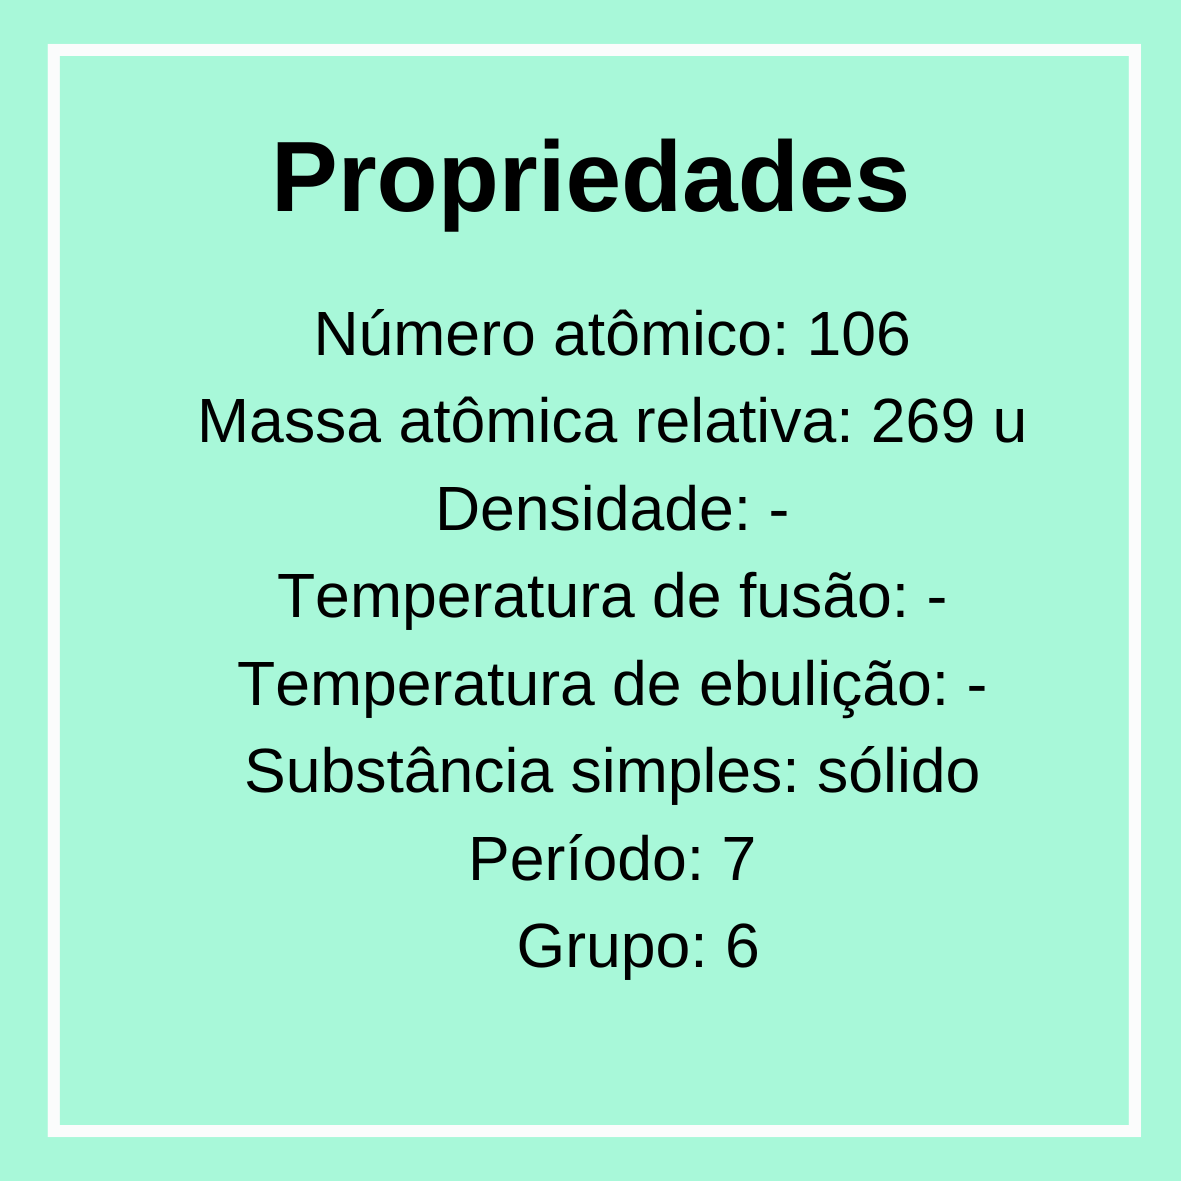 Propriedades
Número atômico: 106
Massa atômica relativa: 269 u
Densidade: -
Temperatura de fusão: -
Temperatura de ebulição: -
Substância simples: sólido
Período: 7
Grupo: 6